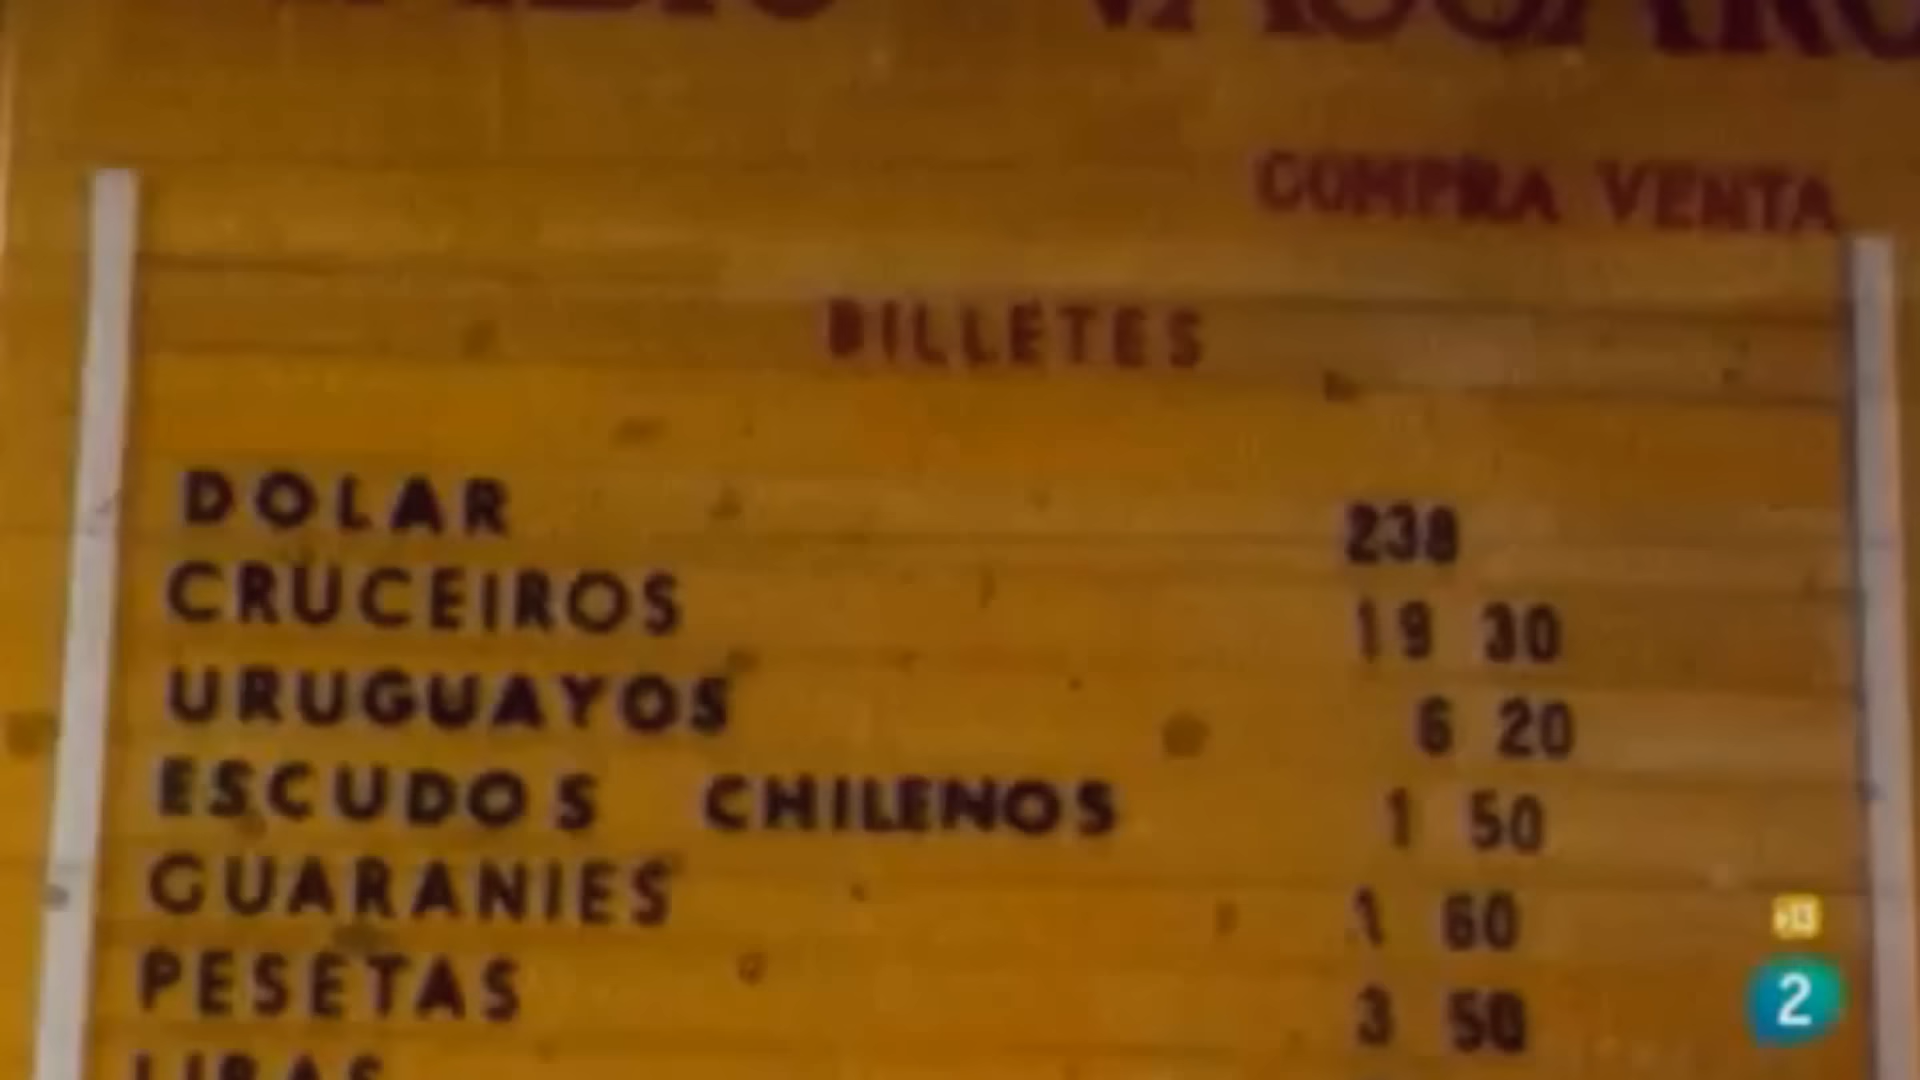 COMPRA VENTA
BILLETES
DOLAR 238
CRUCEIROS 19 30
URUGUAYOS 6 20
ESCUDOS CHILENOS 1 50
GUARANIES 1 60
PESETAS 3 50
2